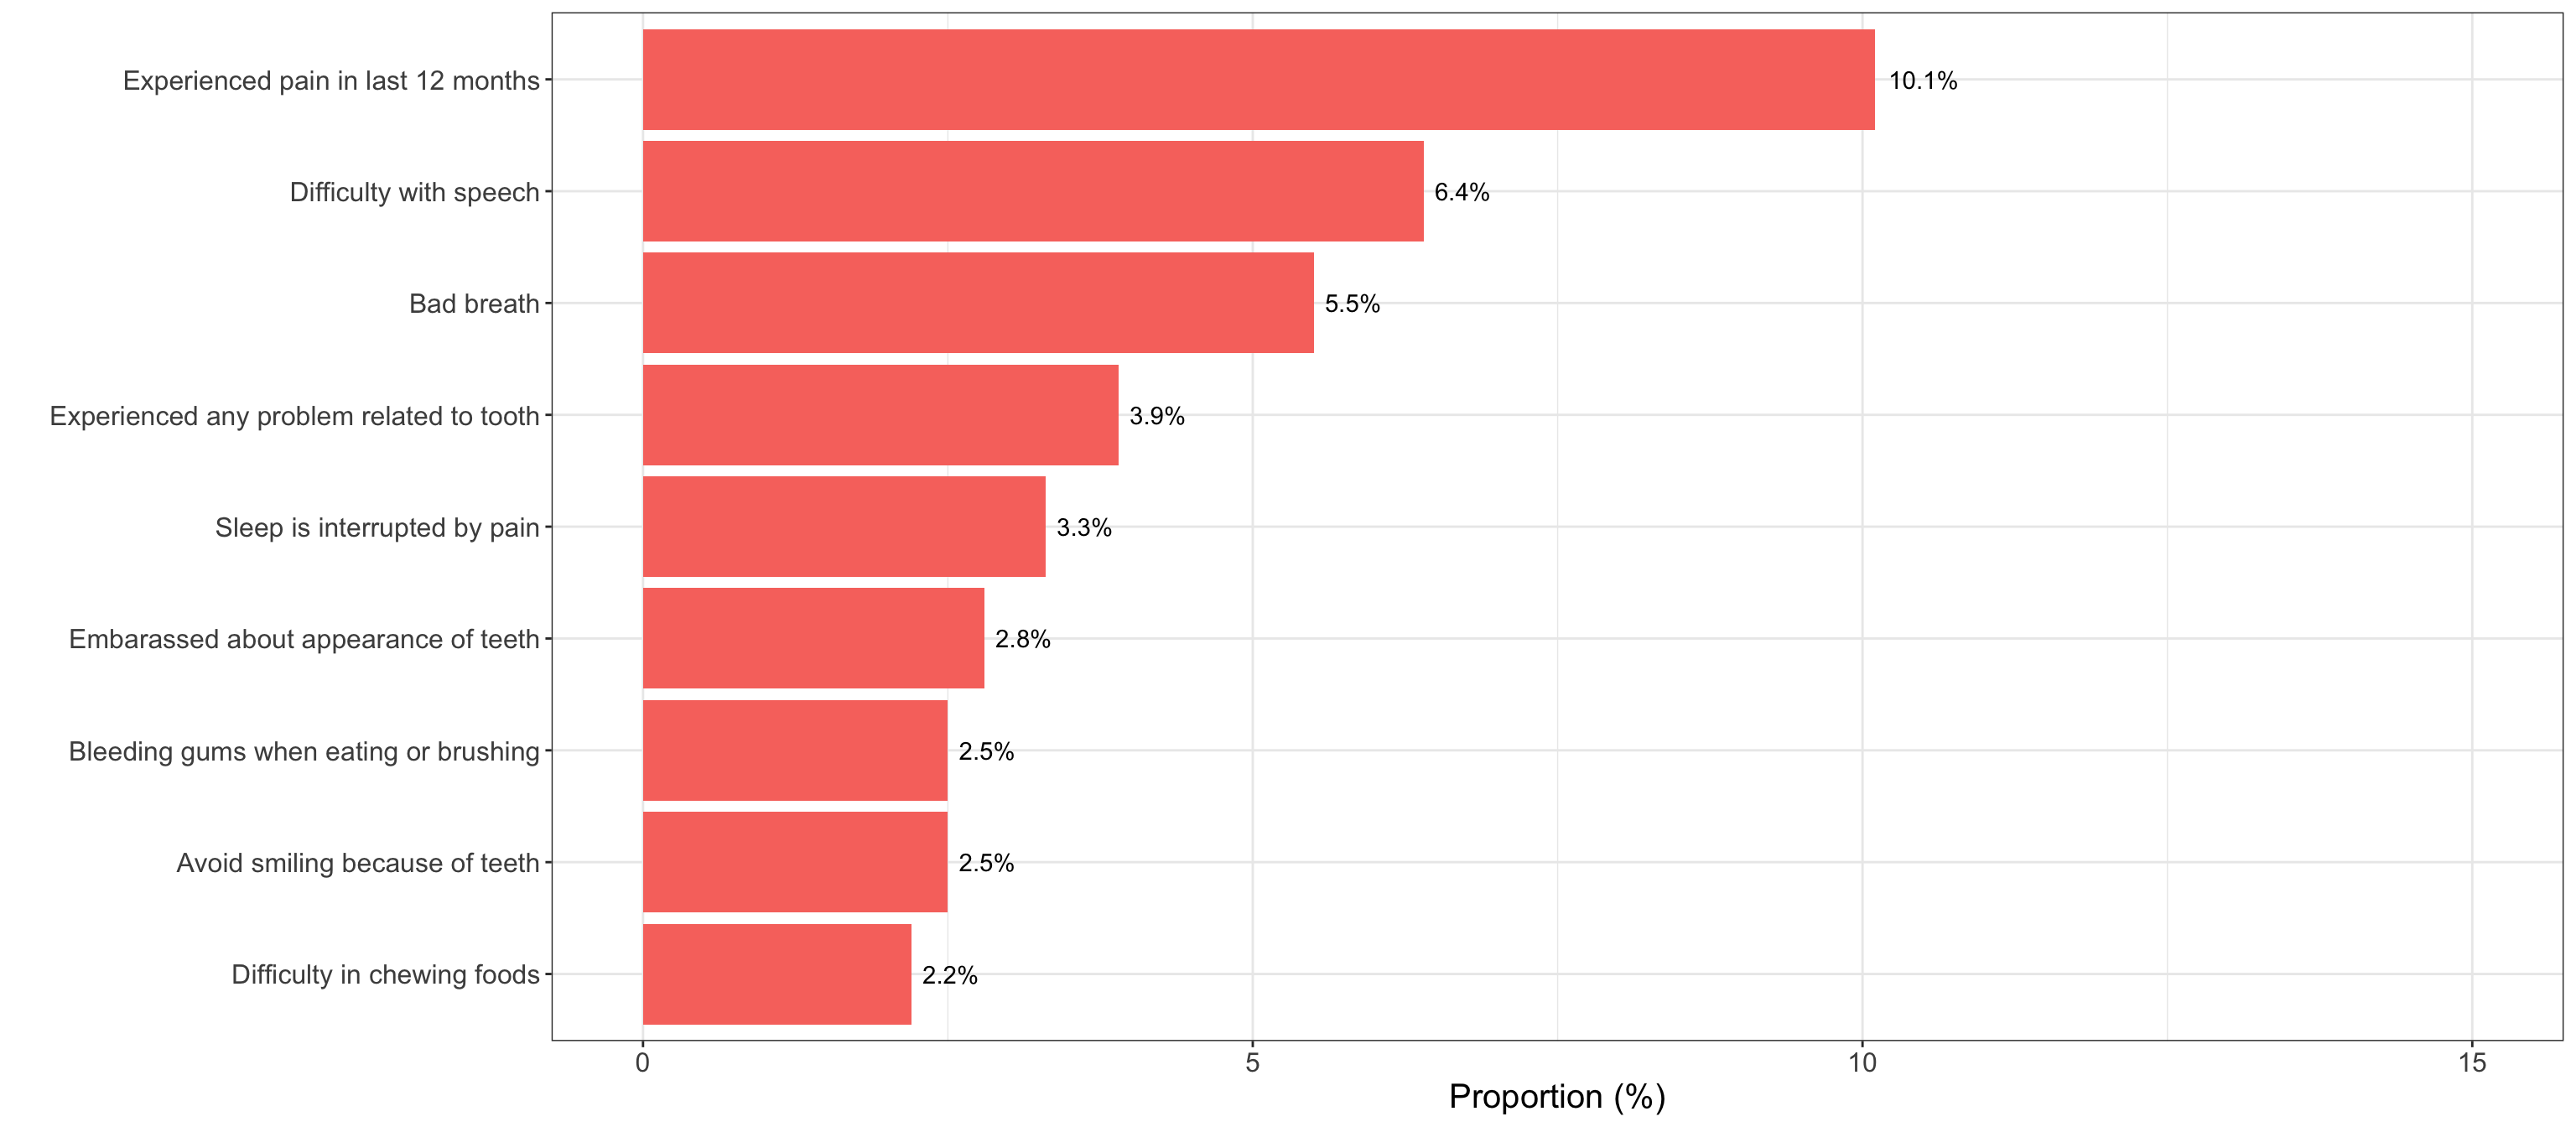 Experienced pain in last 12 months 10.1%
Difficulty with speech 6.4%
Bad breath 5.5%
Experienced any problem related to tooth 3.9%
Sleep is interrupted by pain 3.3%
Embarassed about appearance of teeth 2.8%
Bleeding gums when eating or brushing 2.5%
Avoid smiling because of teeth 2.5%
Difficulty in chewing foods 2.2%
0 5 10 15
Proportion (%)